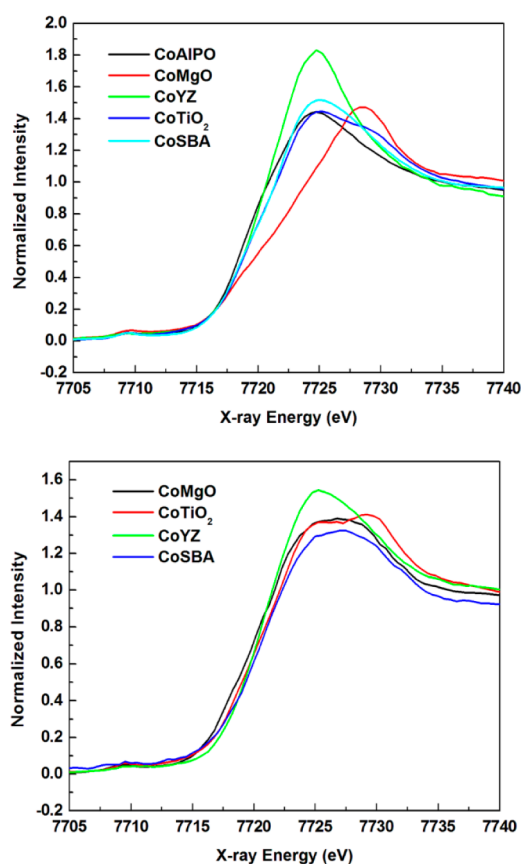 2.0
1.8
1.6
1.4
1.2
1.0
0.8
0.6
0.4
0.2
0.0
-0.2
Normalized Intensity
CoAlPO
CoMgO
CoYZ
CoTiO₂
CoSBA
7705 7710 7715 7720 7725 7730 7735 7740
X-ray Energy (eV)
1.6
1.4
1.2
1.0
0.8
0.6
0.4
0.2
0.0
-0.2
Normalized Intensity
CoMgO
CoTiO₂
CoYZ
CoSBA
7705 7710 7715 7720 7725 7730 7735 7740
X-ray Energy (eV)